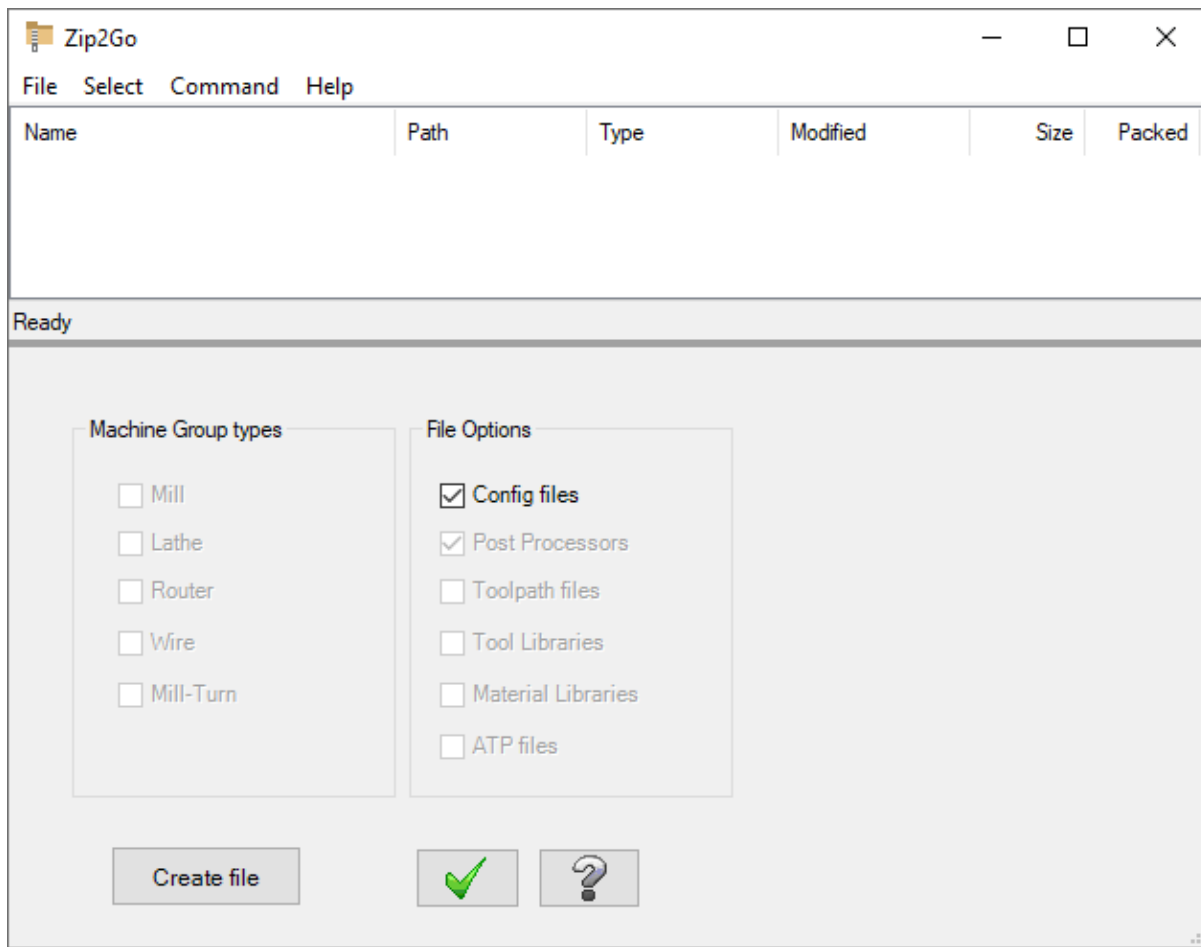 Zip2Go
File Select Command Help
Name Path Type Modified Size Packed
Ready
Machine Group types
Mill
Lathe
Router
Wire
Mill-Turn
File Options
Config files
Post Processors
Toolpath files
Tool Libraries
Material Libraries
ATP files
Create file